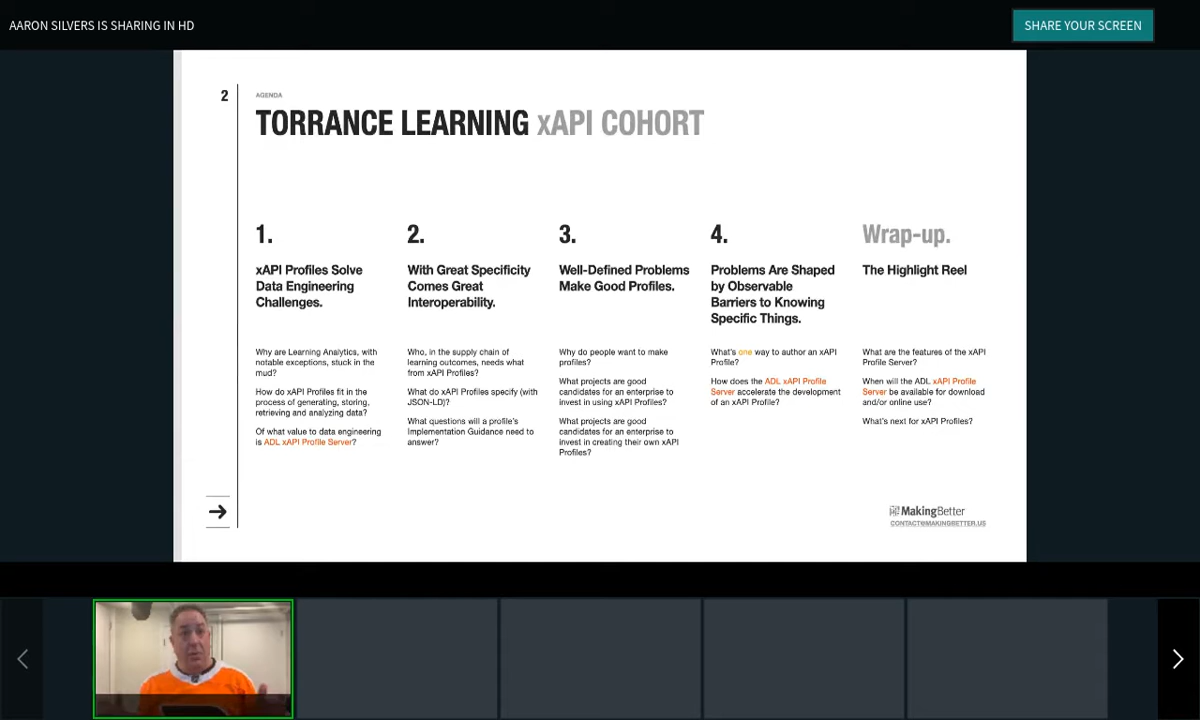 AARON SILVERS IS SHARING IN HD
SHARE YOUR SCREEN
2
AGENDA
TORRANCE LEARNING xAPI COHORT
1.
xAPI Profiles Solve
Data Engineering
Challenges.
Why are Learning Analytics, with
notable exceptions, stuck in the
mud?
How do xAPI Profiles fit in the
process of generating, storing,
retrieving and analyzing data?
Of what value to data engineering
is ADL xAPI Profile Server?
2.
With Great Specificity
Comes Great
Interoperability.
Who, in the supply chain of
learning outcomes, needs what
from xAPI Profiles?
What do xAPI Profiles specify (with
JSON-LD)?
What questions will a profile's
Implementation Guidance need to
answer?
3.
Well-Defined Problems
Make Good Profiles.
Why do people want to make
profiles?
What projects are good
candidates for an enterprise to
invest in using xAPI Profiles?
What projects are good
candidates for an enterprise to
invest in creating their own xAPI
Profiles?
4.
Problems Are Shaped
by Observable
Barriers to Knowing
Specific Things.
What's one way to author an xAPI
Profile?
How does the ADL xAPI Profile
Server accelerate the development
of an xAPI Profile?
Wrap-up.
The Highlight Reel
What are the features of the xAPI
Profile Server?
When will the ADL xAPI Profile
Server be available for download
and/or online use?
What's next for xAPI Profiles?
MakingBetter
CONTACT@MAKINGBETTER.US